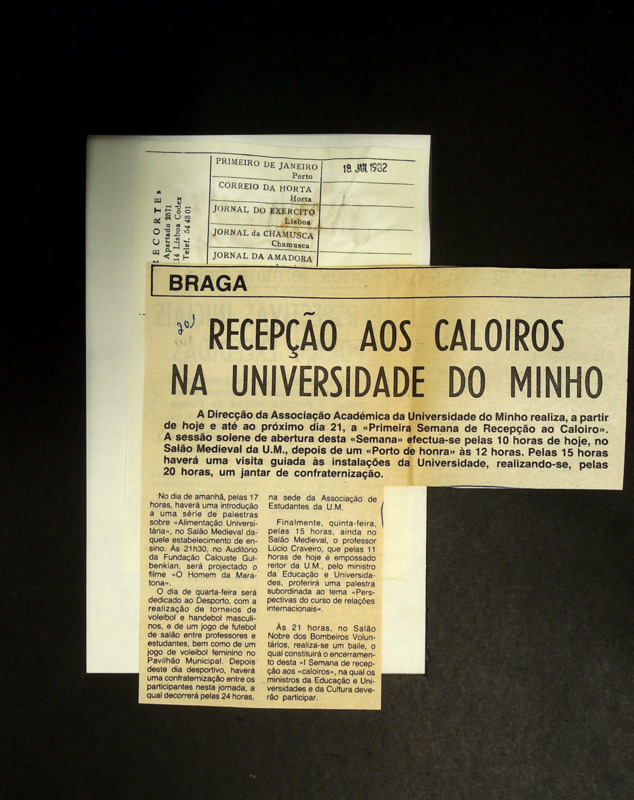 RECORTE»
Apartado 2571
14 Lisboa Codex
Telef. 54 43 01
PRIMEIRO DE JANEIRO
Porto
18. JAN. 1982
CORREIO DA HORTA
Horta
JORNAL DO EXERCITO
Lisboa
JORNAL da CHAMUSCA
Chamusca
JORNAL DA AMADORA
BRAGA
201
RECEPÇÃO AOS CALOIROS
NA UNIVERSIDADE DO MINHO
A Direcção da Associação Académica da Universidade do Minho realiza, a partir
de hoje e até ao próximo dia 21, a «Primeira Semana de Recepção ao Caloiro».
A sessão solene de abertura desta «Semana» efectua-se pelas 10 horas de hoje, no
Salão Medieval da U.M., depois de um «Porto de honra» às 12 horas. Pelas 15 horas
haverá uma visita guiada às instalações da Universidade, realizando-se, pelas
20 horas, um jantar de confraternização.
No dia de amanhã, pelas 17
horas, haverá uma introdução
a uma série de palestras
sobre «Alimentação Universi-
tária», no Salão Medieval da-
quele estabelecimento de en-
sino. Às 21h30, no Auditório
da Fundação Calouste Gul-
benkian, será projectado o
filme «O Homem da Mara-
tona».
O dia de quarta-feira será
dedicado ao Desporto, com a
realização de torneios de
voleibol e handebol masculi-
nos, e de um jogo de futebol
de salão entre professores e
estudantes, bem como de um
jogo de voleibol feminino no
Pavilhão Municipal. Depois
deste dia desportivo, haverá
uma confraternização entre os
participantes nesta jornada, a
qual decorrerá pelas 24 horas,
na sede da Associação de
Estudantes da U.M.
Finalmente, quinta-feira,
pelas 15 horas, ainda no
Salão Medieval, o professor
Lúcio Craveiro, que pelas 11
horas de hoje é empossado
reitor da U.M., pelo ministro
da Educação e Universida-
des, proferirá uma palestra
subordinada ao tema «Pers-
pectivas do curso de relações
internacionais».
Às 21 horas, no Salão
Nobre dos Bombeiros Volun-
tários, realiza-se um baile, o
qual constituirá o encerramen-
to desta «I Semana de recep-
ção aos «caloiros», na qual os
ministros da Educação e Uni-
versidades e da Cultura deve-
rão participar.